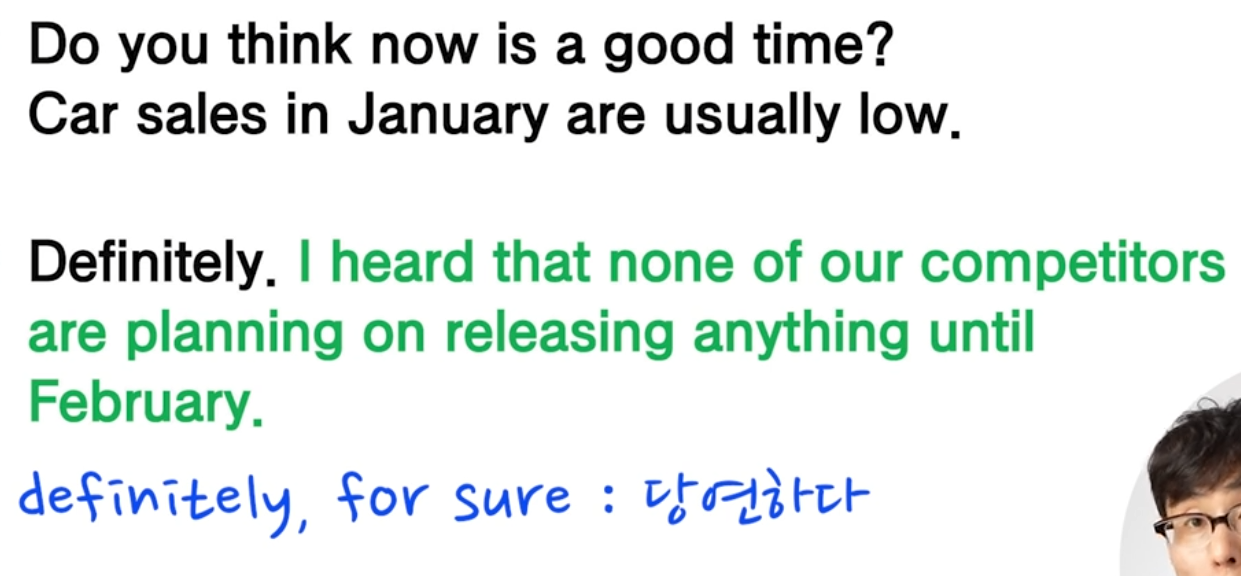 Do you think now is a good time?
Car sales in January are usually low.
Definitely. I heard that none of our competitors
are planning on releasing anything until
February.
definitely, for sure : 당연하다